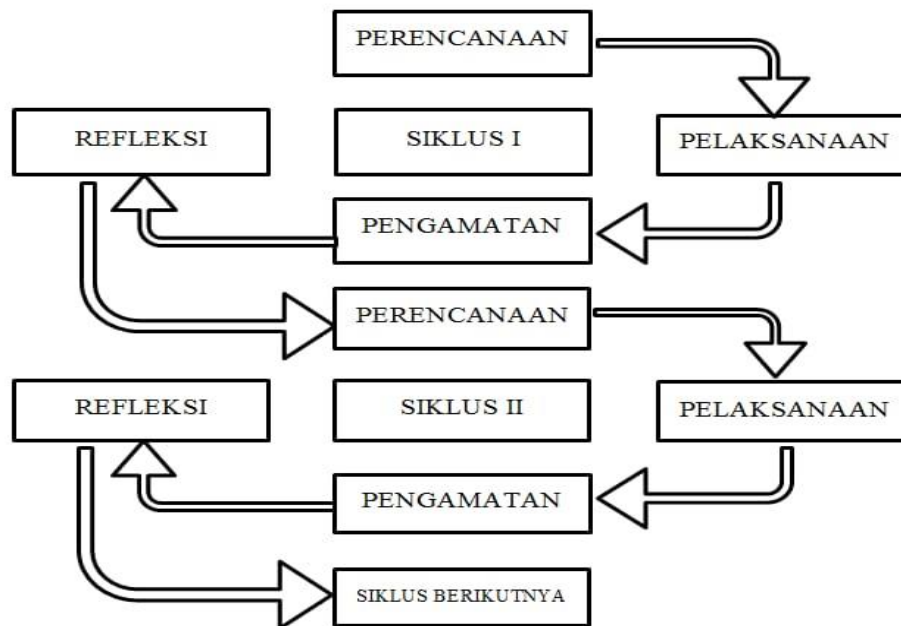 PERENCANAAN
REFLEKSI
SIKLUS I
PELAKSANAAN
PENGAMATAN
PERENCANAAN
REFLEKSI
SIKLUS II
PELAKSANAAN
PENGAMATAN
SIKLUS BERIKUTNYA